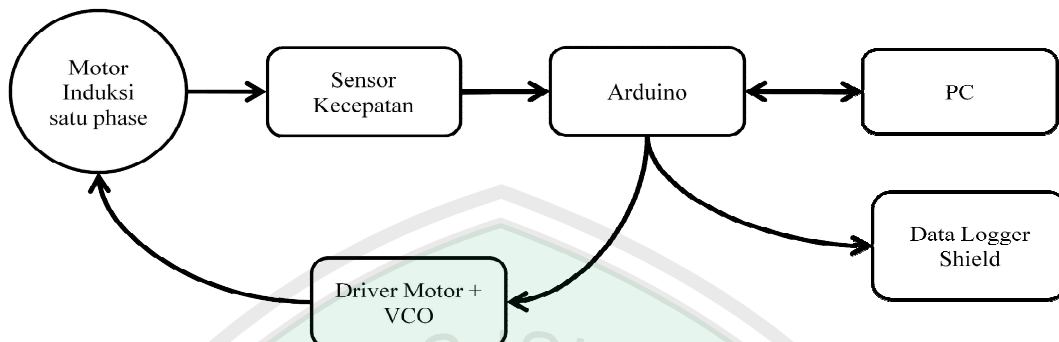 Motor
Induksi
satu phase
Sensor
Kecepatan
Arduino
PC
Data Logger
Shield
Driver Motor +
VCO